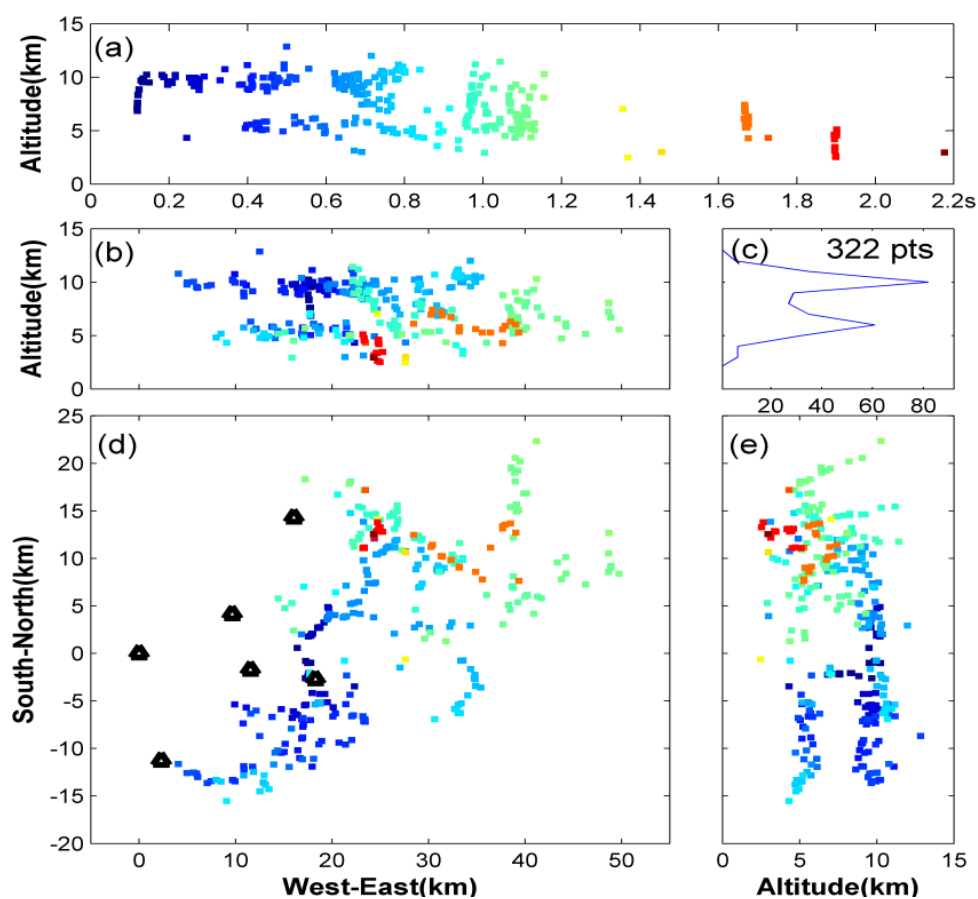 (a)
Altitude(km)
15
10
5
0
0 0.2 0.4 0.6 0.8 1.0 1.2 1.4 1.6 1.8 2.0 2.2s
(b)
Altitude(km)
15
10
5
0
(c) 322 pts
20 40 60 80
(d)
South-North(km)
25
20
15
10
5
0
-5
-10
-15
-20
0 10 20 30 40 50
West-East(km)
(e)
0 5 10 15
Altitude(km)